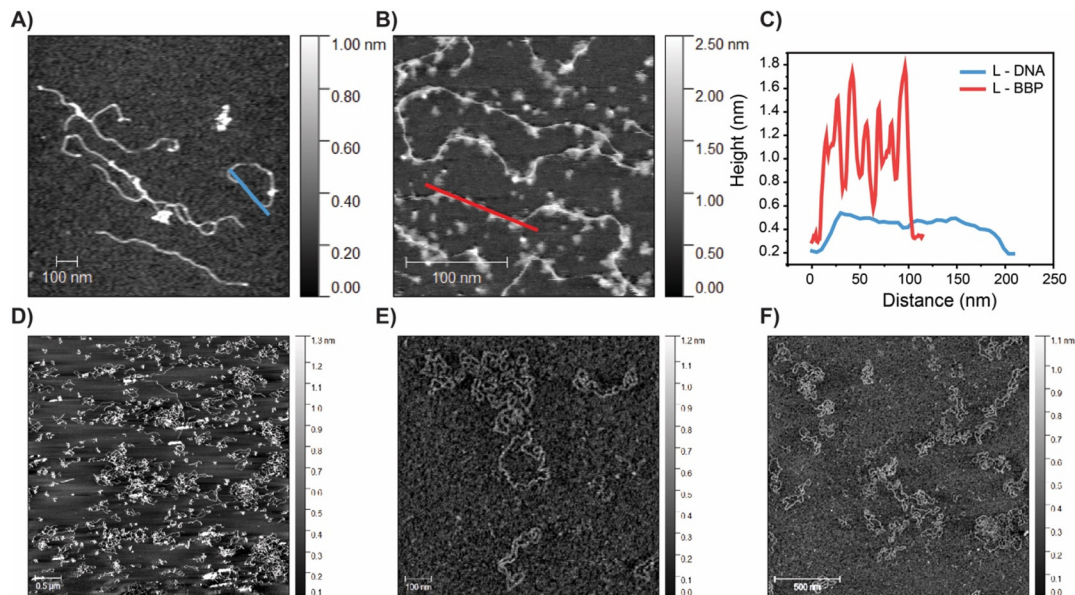 A)
1.00 nm
0.80
0.60
0.40
0.20
0.00
100 nm
B)
2.50 nm
2.00
1.50
1.00
0.50
0.00
100 nm
C)
1.8
1.6
1.4
1.2
1.0
0.8
0.6
0.4
0.2
Height (nm)
L - DNA
L - BBP
0 50 100 150 200 250
Distance (nm)
D)
1.3 nm
1.2
1.1
1.0
0.9
0.8
0.7
0.6
0.5
0.4
0.3
0.2
0.1
0.5 µm
E)
1.2 nm
1.1
1.0
0.9
0.8
0.7
0.6
0.5
0.4
0.3
0.2
0.1
0.0
100 nm
F)
1.1 nm
1.0
0.9
0.8
0.7
0.6
0.5
0.4
0.3
0.2
0.1
0.0
500 nm